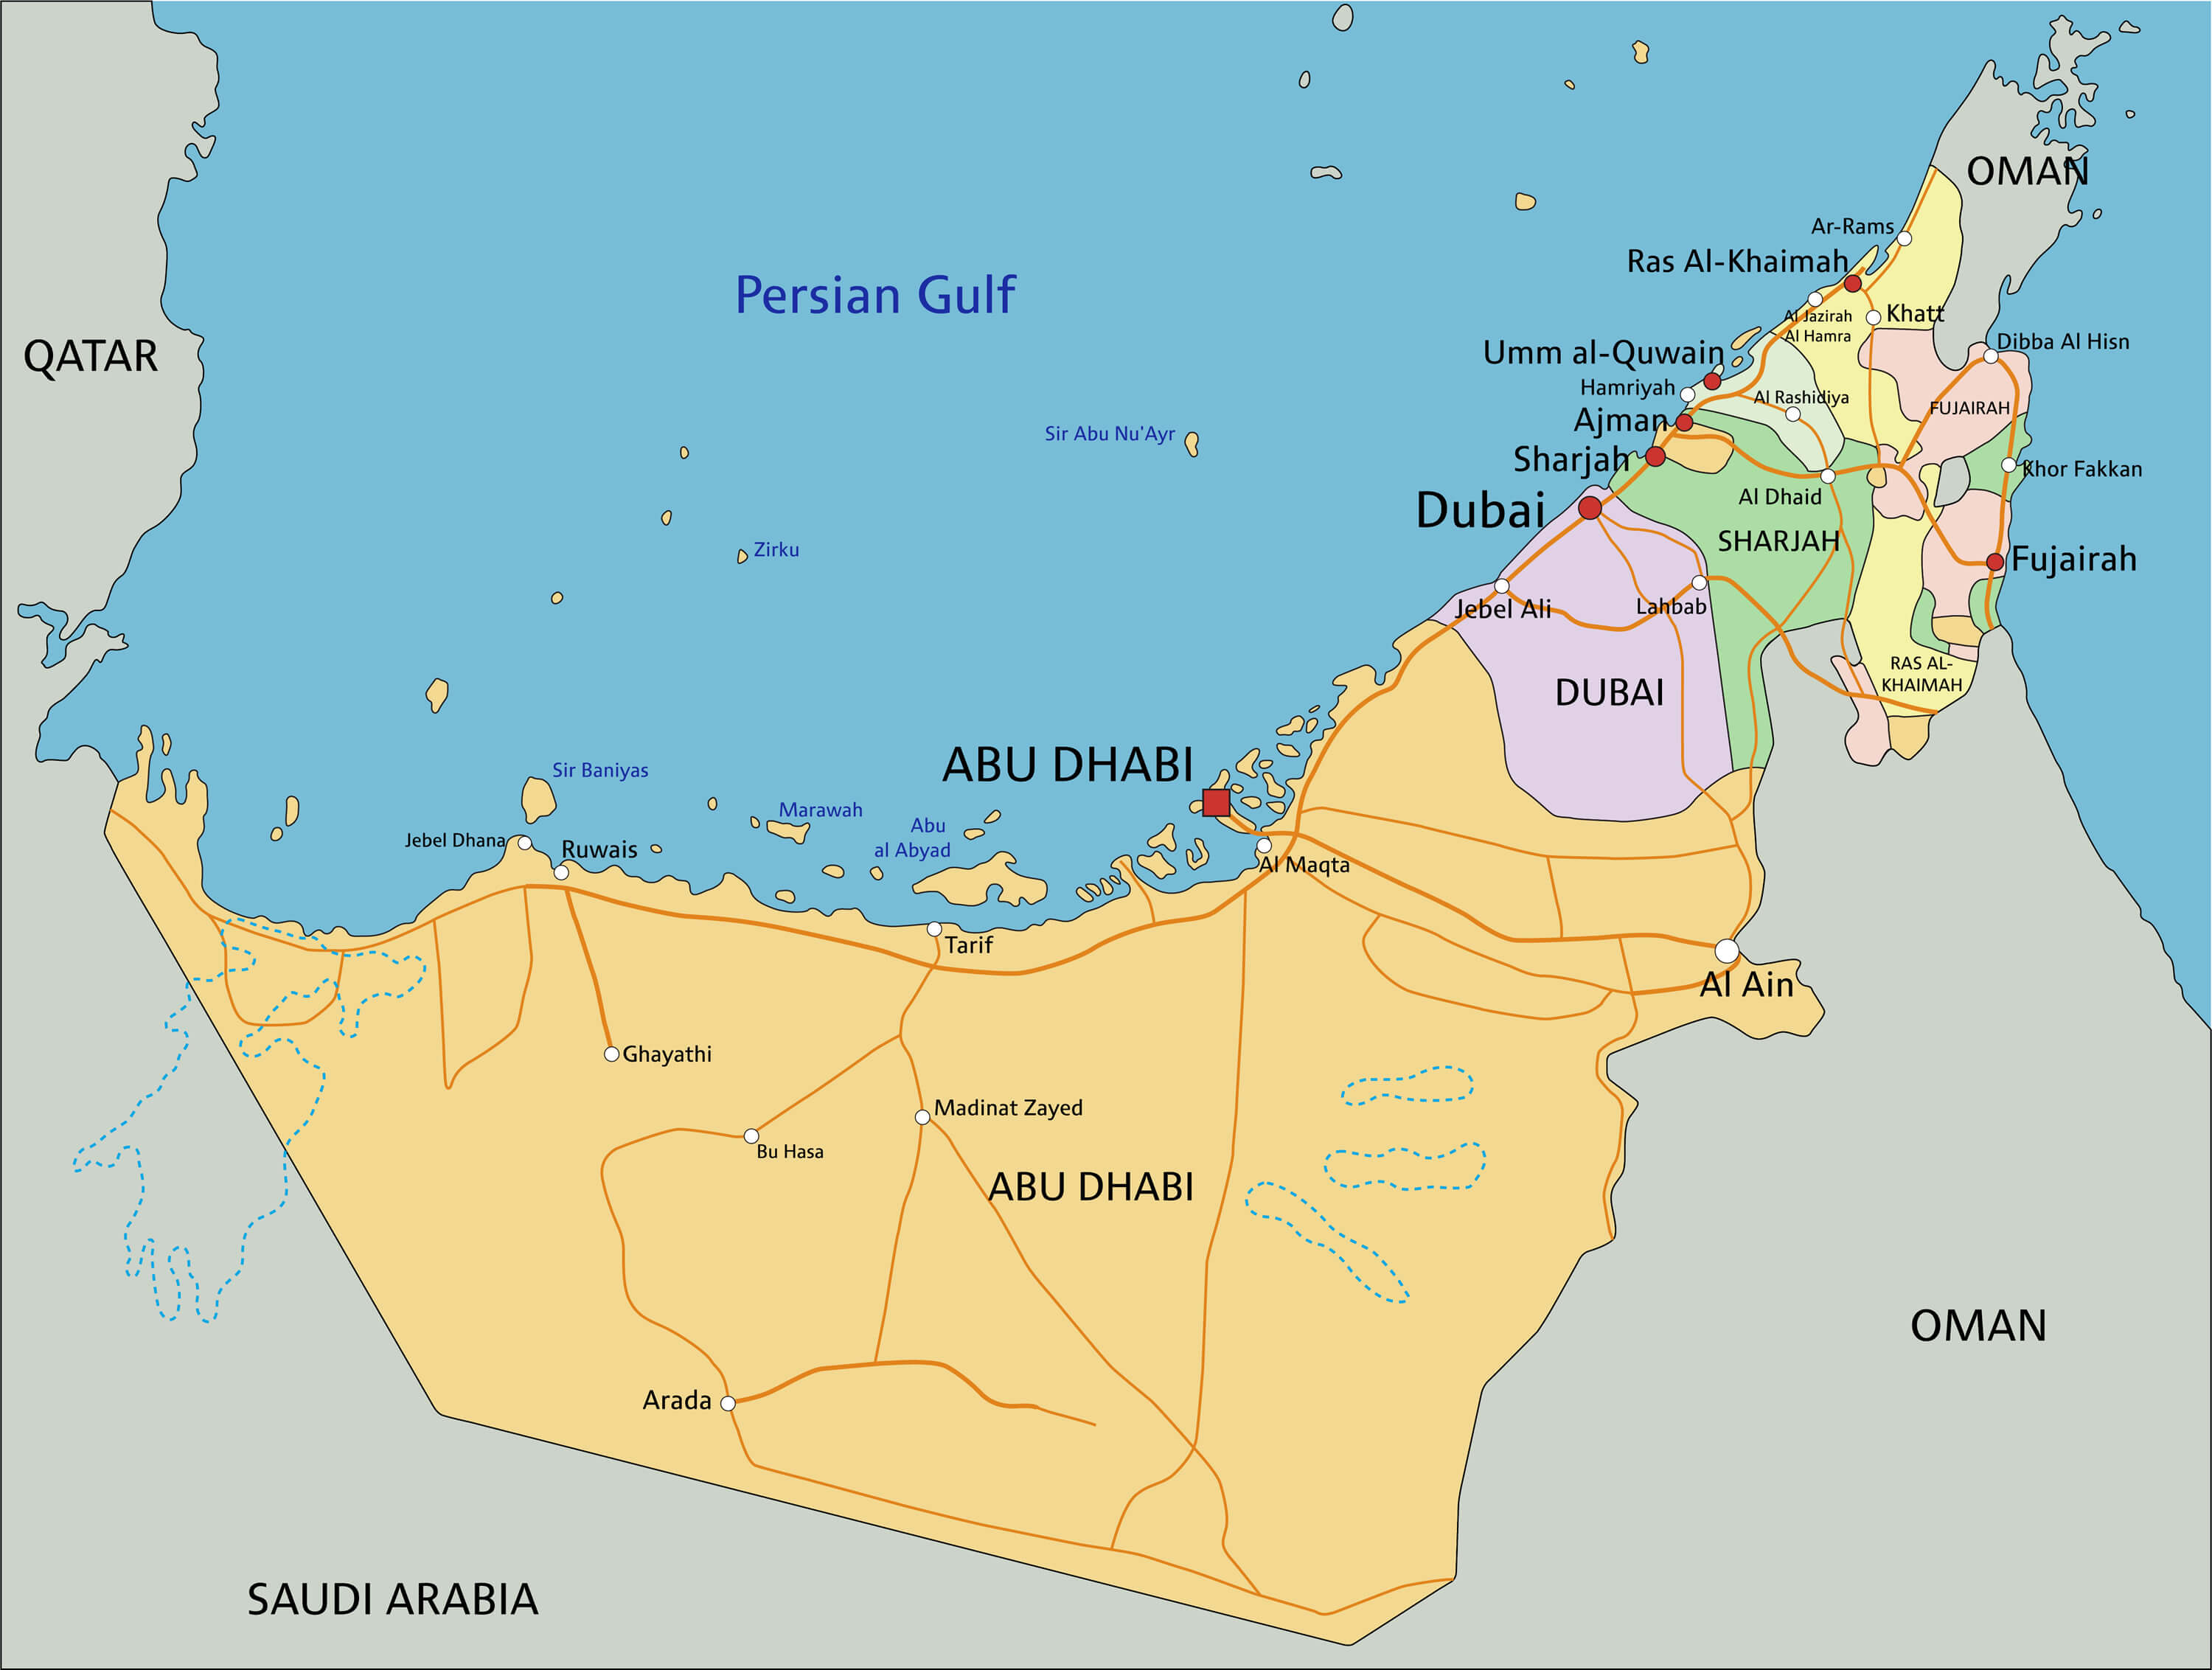 OMAN
Ar-Rams
Ras Al-Khaimah
Persian Gulf
Al Jazirah
Al Hamra
Khatt
QATAR
Umm al-Quwain
Dibba Al Hisn
Hamriyah
Al Rashidiya
FUJAIRAH
Ajman
Sir Abu Nu'Ayr
Sharjah
Khor Fakkan
Al Dhaid
Dubai
SHARJAH
Zirku
Fujairah
Jebel Ali
Lahbab
RAS AL-
KHAIMAH
DUBAI
ABU DHABI
Sir Baniyas
Marawah
Abu
al Abyad
Jebel Dhana
Ruwais
Al Maqta
Tarif
Al Ain
Ghayathi
Madinat Zayed
Bu Hasa
ABU DHABI
OMAN
Arada
SAUDI ARABIA